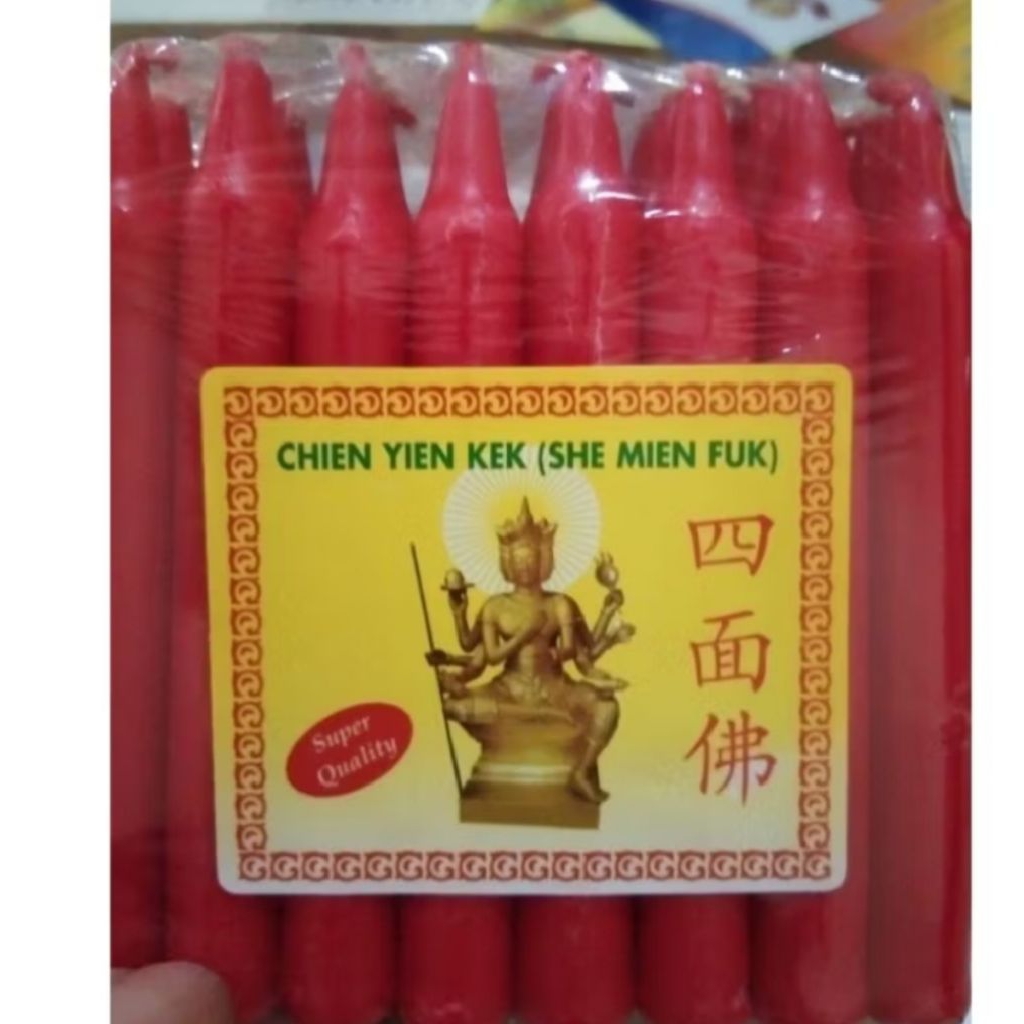 CHIEN YIEN KEK (SHE MIEN FUK)
四面佛
Super
Quality